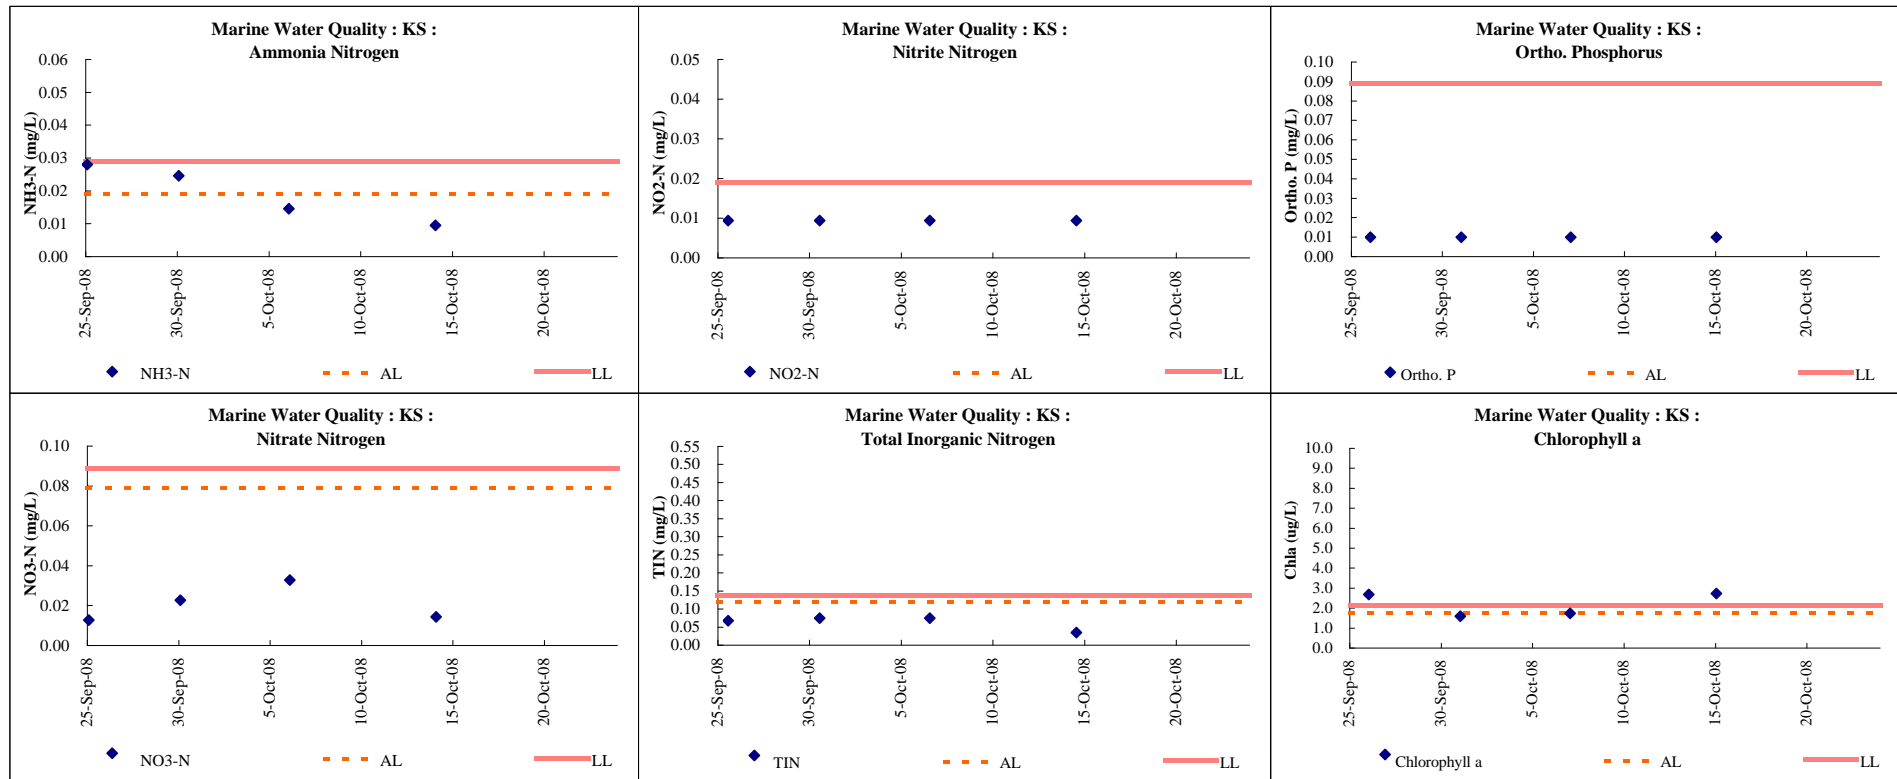 Marine Water Quality : KS :
Ammonia Nitrogen
NH3-N (mg/L)
0.06
0.05
0.04
0.03
0.02
0.01
0.00
25-Sep-08
30-Sep-08
5-Oct-08
10-Oct-08
15-Oct-08
20-Oct-08
NH3-N AL LL
Marine Water Quality : KS :
Nitrite Nitrogen
NO2-N (mg/L)
0.05
0.04
0.03
0.02
0.01
0.00
25-Sep-08
30-Sep-08
5-Oct-08
10-Oct-08
15-Oct-08
20-Oct-08
NO2-N AL LL
Marine Water Quality : KS :
Ortho. Phosphorus
Ortho. P (mg/L)
0.10
0.09
0.08
0.07
0.06
0.05
0.04
0.03
0.02
0.01
0.00
25-Sep-08
30-Sep-08
5-Oct-08
10-Oct-08
15-Oct-08
20-Oct-08
Ortho. P AL LL
Marine Water Quality : KS :
Nitrate Nitrogen
NO3-N (mg/L)
0.10
0.08
0.06
0.04
0.02
0.00
25-Sep-08
30-Sep-08
5-Oct-08
10-Oct-08
15-Oct-08
20-Oct-08
NO3-N AL LL
Marine Water Quality : KS :
Total Inorganic Nitrogen
TIN (mg/L)
0.55
0.50
0.45
0.40
0.35
0.30
0.25
0.20
0.15
0.10
0.05
0.00
25-Sep-08
30-Sep-08
5-Oct-08
10-Oct-08
15-Oct-08
20-Oct-08
TIN AL LL
Marine Water Quality : KS :
Chlorophyll a
Chla (ug/L)
10.0
9.0
8.0
7.0
6.0
5.0
4.0
3.0
2.0
1.0
0.0
25-Sep-08
30-Sep-08
5-Oct-08
10-Oct-08
15-Oct-08
20-Oct-08
Chlorophyll a AL LL